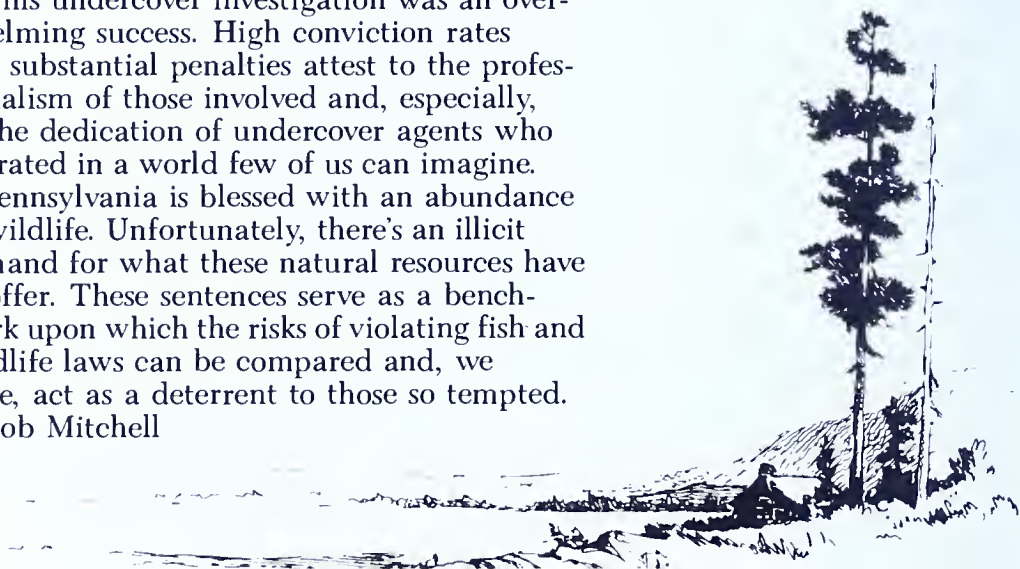 his undercover investigation was an over-
elming success. High conviction rates
substantial penalties attest to the profes-
alism of those involved and, especially,
he dedication of undercover agents who
rated in a world few of us can imagine.
ennsylvania is blessed with an abundance
wildlife. Unfortunately, there's an illicit
nand for what these natural resources have
offer. These sentences serve as a bench-
rk upon which the risks of violating fish and
dlife laws can be compared and, we
e, act as a deterrent to those so tempted.
ob Mitchell